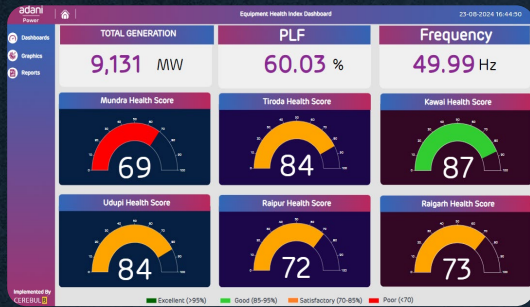 adani
Power
Equipment Health Index Dashboard
23-08-2024 16:44:50
Dashboards
Graphics
Reports
TOTAL GENERATION
9,131 MW
PLF
60.03 %
Frequency
49.99 Hz
Mundra Health Score
69
Tiroda Health Score
84
Kawai Health Score
87
Udupi Health Score
84
Raipur Health Score
72
Raigarh Health Score
73
Implemented By
CEREBULB
Excellent (>95%) Good (85-95%) Satisfactory (70-85%) Poor (<70)